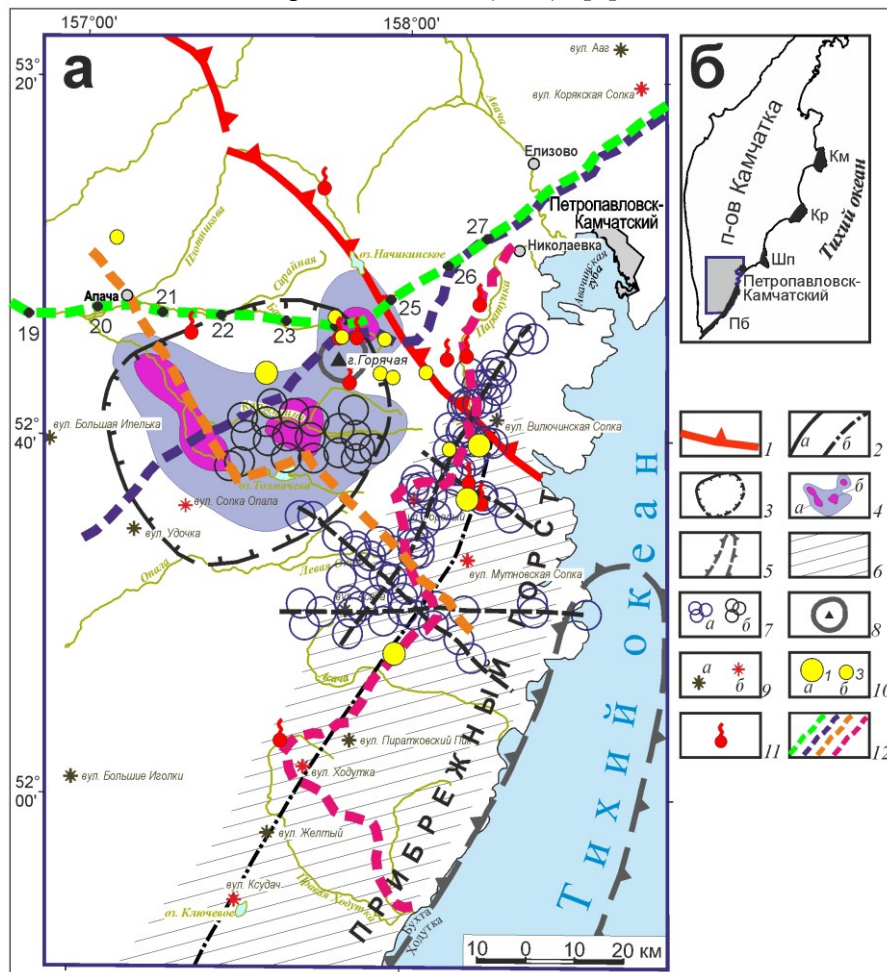 157°00'
158°00'
53°
20'
а
вул. Ааг
вул. Корякская Сопка
Авача
Елизово
Петропавловск-
Камчатский
Николаевка
Авачинская
губа
Плотникова
оз.Начикинское
Паратунка
27
26
25
Апача
19
20
21
22
23
г.Горячая
52°
40'
вул. Большая Ипелька
вул. Вилючинская Сопка
оз.Толмачева
вул. Сопка Опала
вул. Удочка
Опала
вул. Мутновская Сопка
Асача
вул. Пиратковский Пик
52°
00'
вул. Большие Иголки
вул. Ходутка
вул. Желтый
вул. Ксудач
оз. Ключевое
Правая Ходутка
Бухта
Ходутка
ПРИБРЕЖНЫЙ ГОРСТ
Тихий океан
10 0 10 20 км
б
п-ов Камчатка
Тихий океан
Км
Кр
Шп
Петропавловск-
Камчатский
Пб
1
а б 2
3
а б 4
5
6
а б 7
8
а б 9
1 3 а б 10
11
12